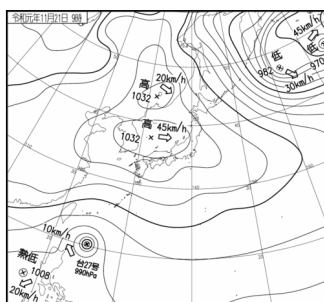 令和元年11月21日 9時
45km/h
低
970
低
982
30km/h
高
20km/h
1032
高
45km/h
1032
10km/h
台27号
990hPa
熱低
1008
20km/h